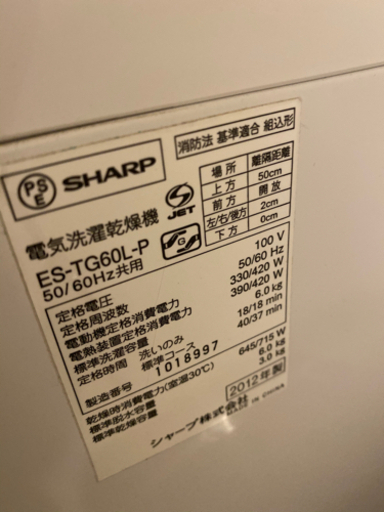 PS E SHARP
消防法 基準適合 組込形
場所 離隔距離
上方 50cm
前方 開放
左/右/後方 2cm
下方 0cm
電気洗濯乾燥機
JET
ES-TG60L-P
50/60Hz共用
定格電圧 100 V
定格周波数 50/60 Hz
電動機定格消費電力 330/420 W
電熱装置定格消費電力 390/420 W
標準洗濯容量 6.0 kg
定格時間 洗いのみ 18/18 min
標準コース 40/37 min
製造番号 1018997
乾燥時消費電力(室温30℃) 645/715 W
標準脱水容量 6.0 kg
標準乾燥容量 3.0 kg
2012年製
シャープ株式会社
IN CHINA